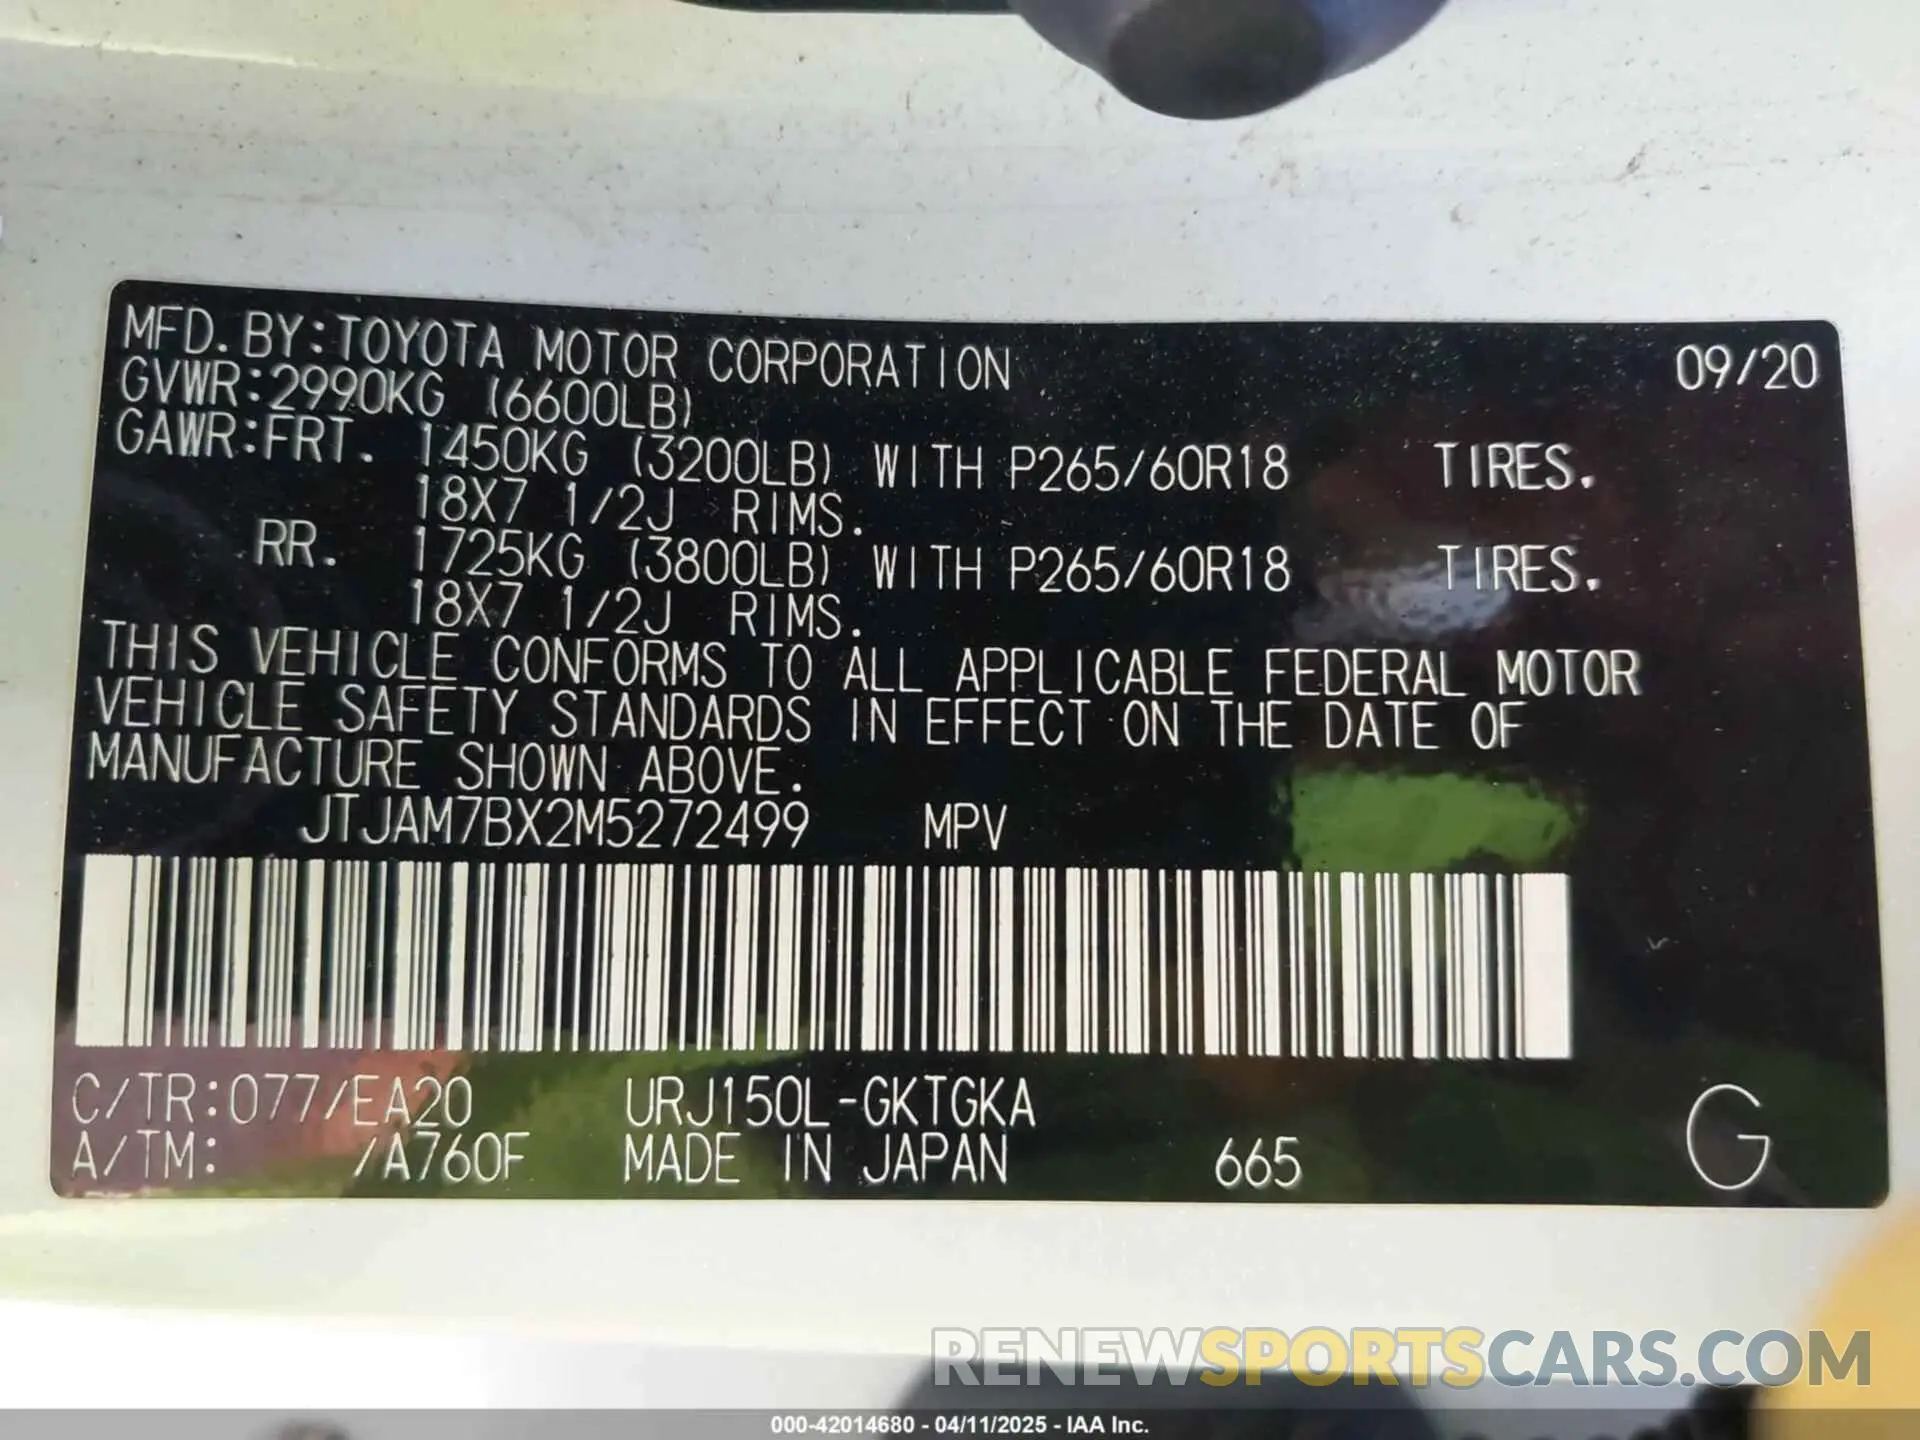 MFD.BY:TOYOTA MOTOR CORPORATION 09/20
GVWR:2990KG (6600LB)
GAWR:FRT. 1450KG (3200LB) WITH P265/60R18 TIRES.
18X7 1/2J RIMS.
RR. 1725KG (3800LB) WITH P265/60R18 TIRES.
18X7 1/2J RIMS.
THIS VEHICLE CONFORMS TO ALL APPLICABLE FEDERAL MOTOR
VEHICLE SAFETY STANDARDS IN EFFECT ON THE DATE OF
MANUFACTURE SHOWN ABOVE.
JTJAM7BX2M5272499 MPV
C/TR:077/EA20 URJ150L-GKTGKA
A/TM: /A760F MADE IN JAPAN 665 G
RENEWSPORTSCARS.COM
000-42014680 - 04/11/2025 - IAA Inc.